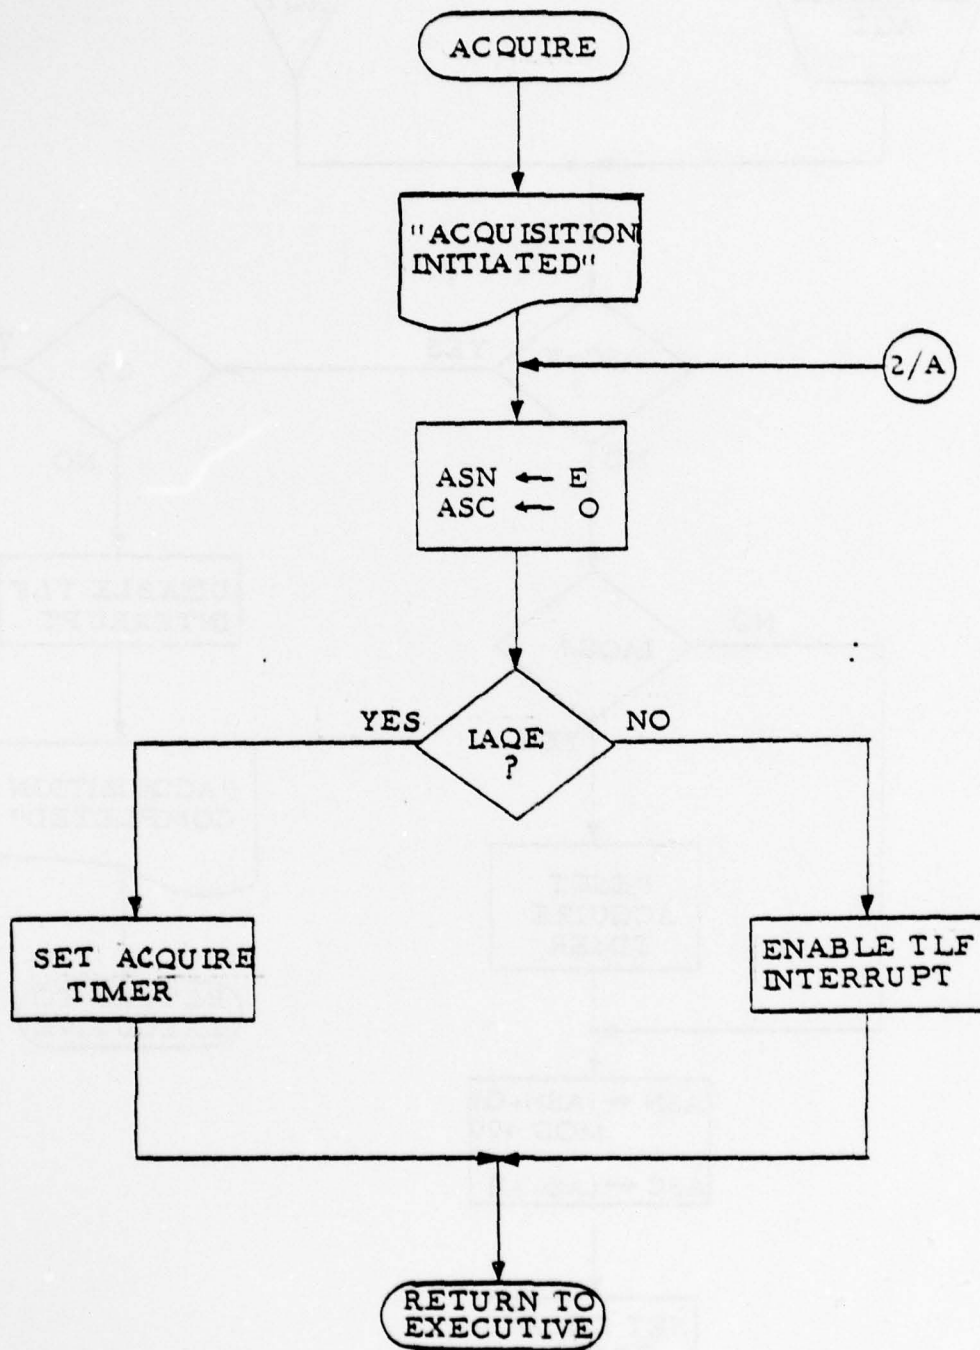 ACQUIRE
"ACQUISITION
INITIATED"
2/A
ASN ← E
ASC ← O
YES
IAQE
?
NO
SET ACQUIRE
TIMER
ENABLE TLF
INTERRUPT
RETURN TO
EXECUTIVE